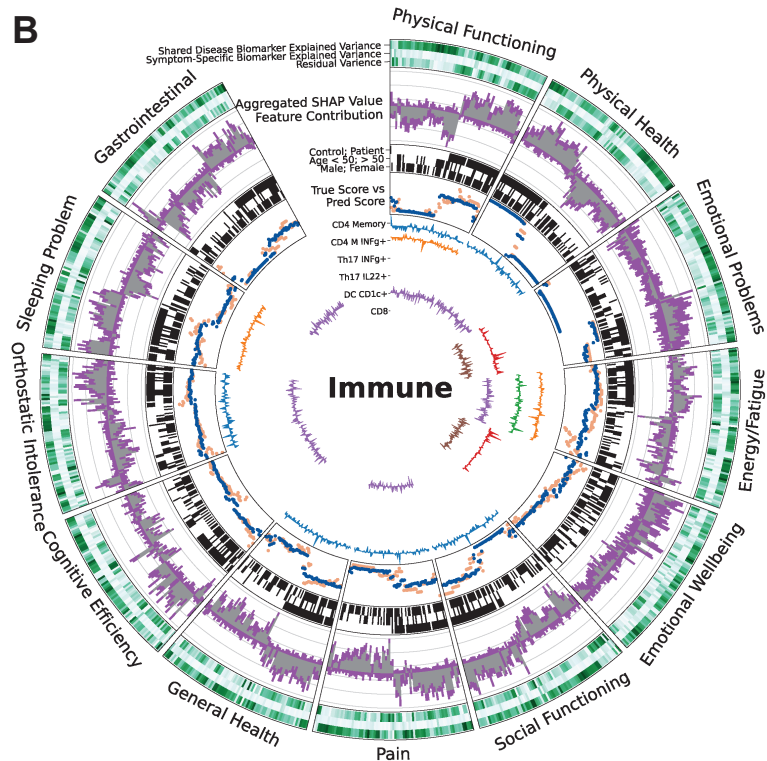 B
Physical Functioning
Shared Disease Biomarker Explained Variance
Symptom-Specific Biomarker Explained Variance
Residual Varience
Physical Health
Gastrointestinal
Aggregated SHAP Value
Feature Contribution
Control; Patient
Age < 50; > 50
Male; Female
True Score vs
Pred Score
Emotional Problems
Sleeping Problem
CD4 Memory
CD4 M INFg+
Th17 INFg+
Th17 IL22+
DC CD1c+
CD8
Immune
Orthostatic Intolerance
Energy/Fatigue
Cognitive Efficiency
Emotional Wellbeing
General Health
Social Functioning
Pain